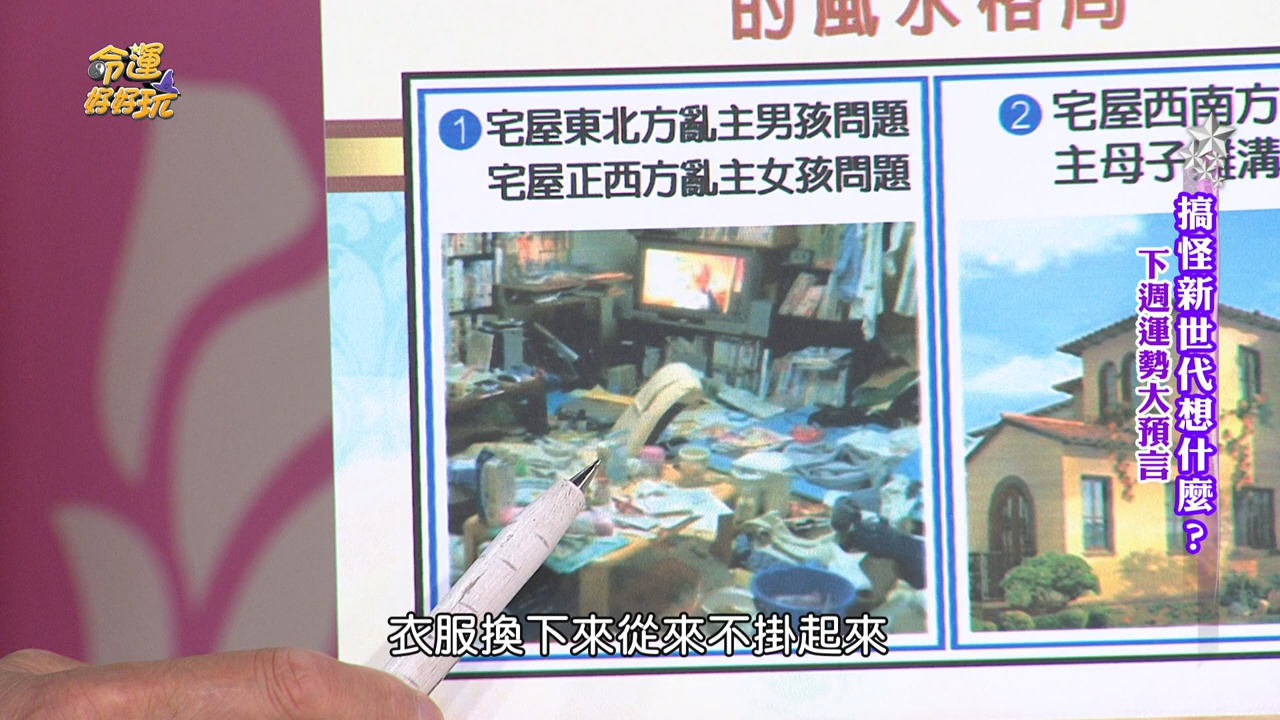 命運
好好玩
的風水格局
1 宅屋東北方亂主男孩問題
宅屋正西方亂主女孩問題
2 宅屋西南方
主母子難溝
搞怪新世代想什麼?
下週運勢大預言
衣服換下來從來不掛起來